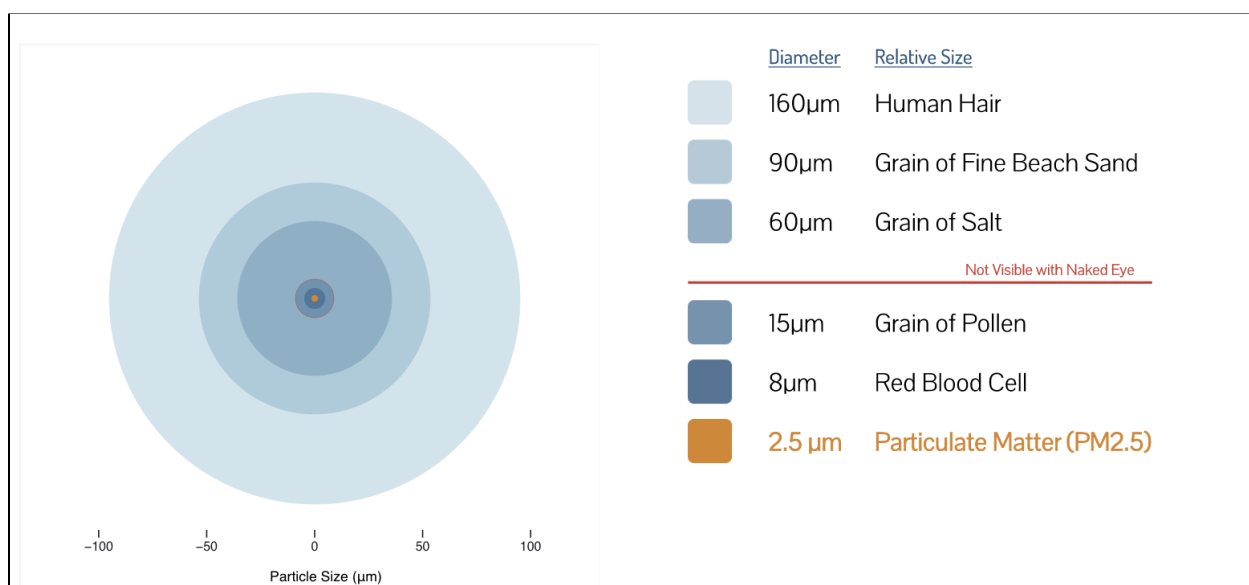 Diameter Relative Size
160µm Human Hair
90µm Grain of Fine Beach Sand
60µm Grain of Salt
Not Visible with Naked Eye
15µm Grain of Pollen
8µm Red Blood Cell
2.5 µm Particulate Matter (PM2.5)
−100 −50 0 50 100
Particle Size (µm)